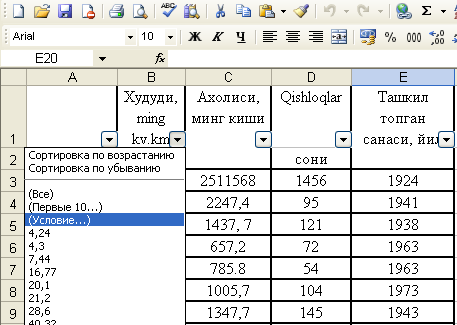 Arial 10 Ж К Ч
E20 fx
A B C D E
1 Худуди, ming kv.km Ахолиси, минг киши Qishloqlar Ташкил топган санаси, йил
2 сони
Сортировка по возрастанию
Сортировка по убыванию
(Все)
(Первые 10...)
(Условие...)
4,24
4,3
7,44
16,77
20,1
21,2
28,6
40,32
3 2511568 1456 1924
4 2247,4 95 1941
5 1437, 7 121 1938
6 657,2 72 1963
7 785.8 54 1963
8 1005,7 104 1973
9 1347,7 145 1943